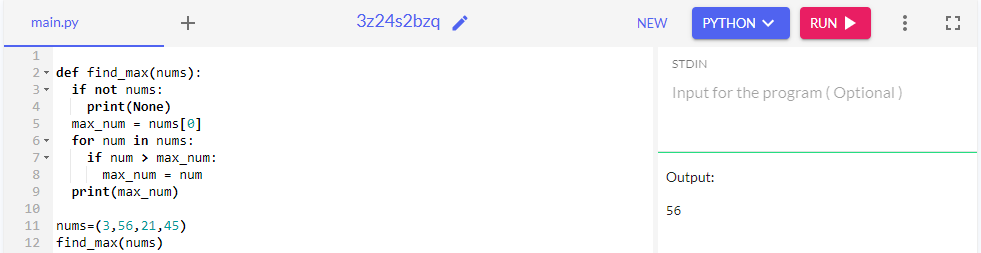 main.py + 3z24s2bzq NEW PYTHON RUN
1
2 def find_max(nums):
3   if not nums:
4     print(None)
5   max_num = nums[0]
6   for num in nums:
7     if num > max_num:
8       max_num = num
9   print(max_num)
10
11 nums=(3,56,21,45)
12 find_max(nums)
STDIN
Input for the program ( Optional )
Output:
56